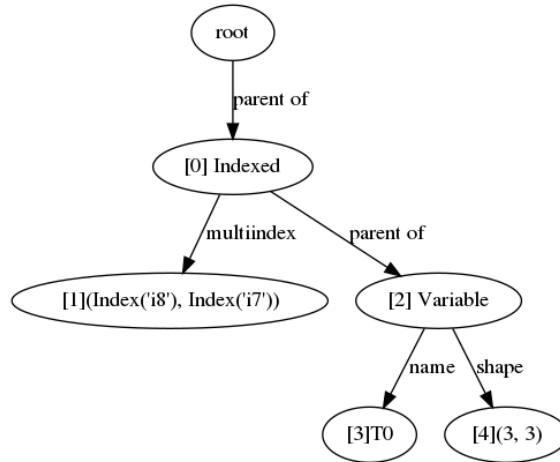 root
parent of
[0] Indexed
multiindex
parent of
[1](Index('i8'), Index('i7'))
[2] Variable
name
shape
[3]T0
[4](3, 3)